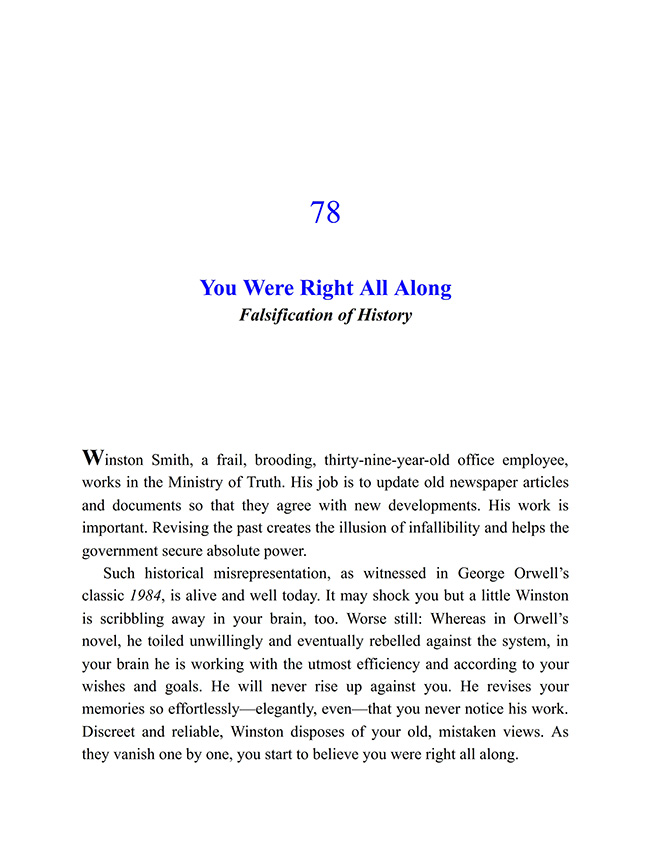 78
You Were Right All Along
Falsification of History
Winston Smith, a frail, brooding, thirty-nine-year-old office employee,
works in the Ministry of Truth. His job is to update old newspaper articles
and documents so that they agree with new developments. His work is
important. Revising the past creates the illusion of infallibility and helps the
government secure absolute power.
Such historical misrepresentation, as witnessed in George Orwell’s
classic 1984, is alive and well today. It may shock you but a little Winston
is scribbling away in your brain, too. Worse still: Whereas in Orwell’s
novel, he toiled unwillingly and eventually rebelled against the system, in
your brain he is working with the utmost efficiency and according to your
wishes and goals. He will never rise up against you. He revises your
memories so effortlessly—elegantly, even—that you never notice his work.
Discreet and reliable, Winston disposes of your old, mistaken views. As
they vanish one by one, you start to believe you were right all along.